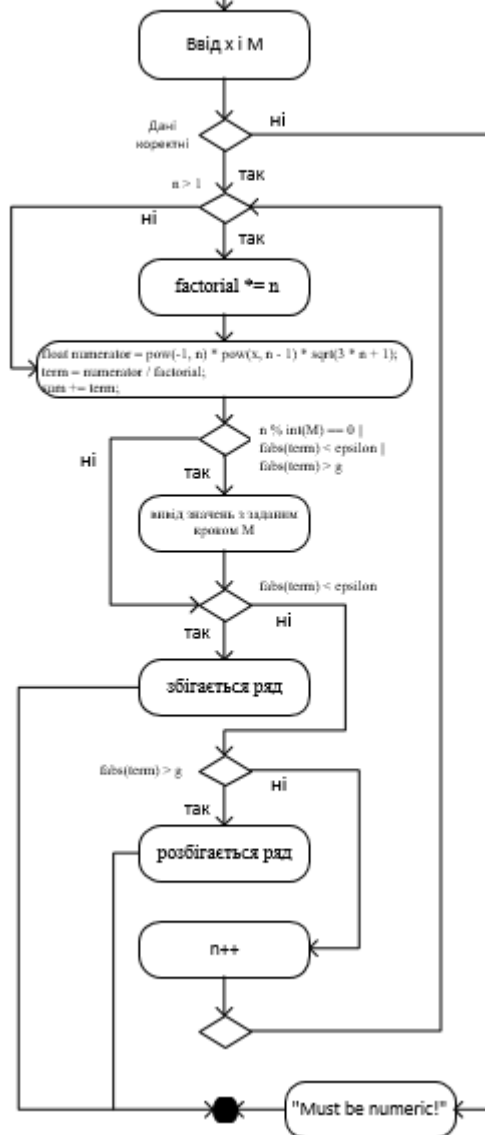 Ввід x і M
ні
Дані
коректні
так
n > 1
ні
так
factorial *= n
float numerator = pow(-1, n) * pow(x, n - 1) * sqrt(3 * n + 1);
term = numerator / factorial;
sum += term;
n % int(M) == 0 |
fabs(term) < epsilon |
fabs(term) > g
ні
так
вивід значень з заданим
кроком M
fabs(term) < epsilon
так
ні
збігається ряд
fabs(term) > g
ні
так
розбігається ряд
n++
"Must be numeric!"